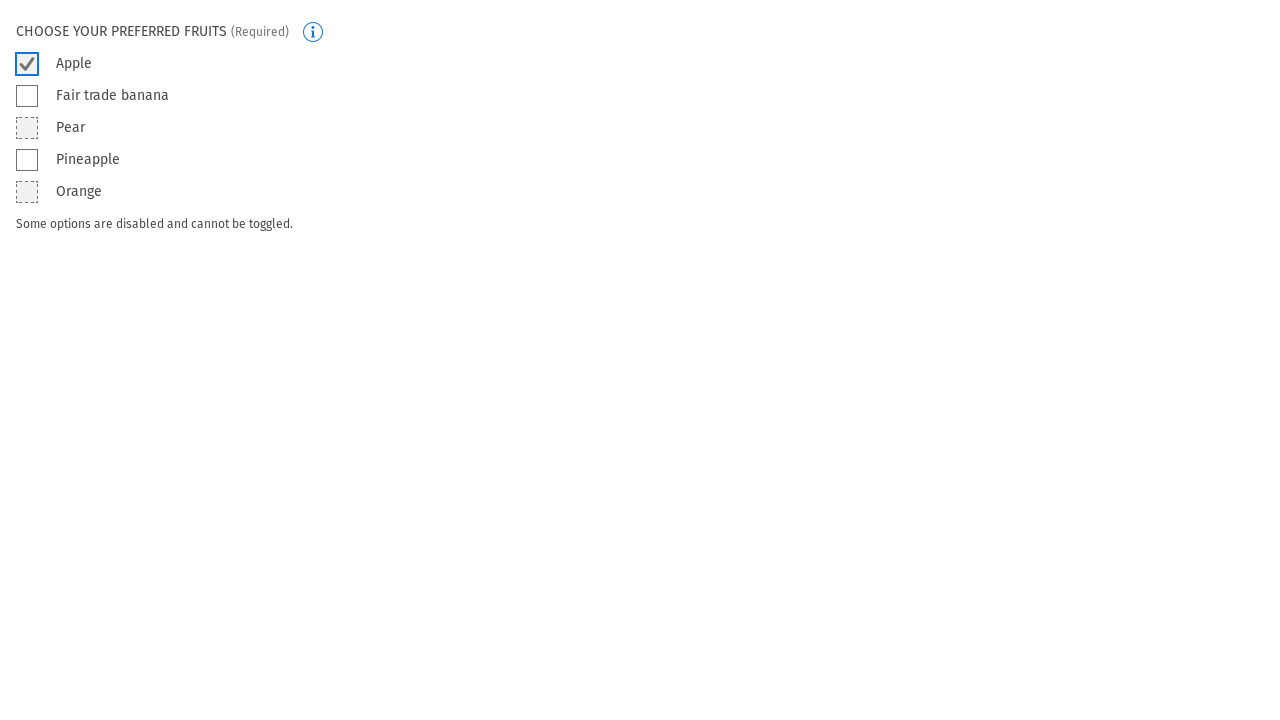 CHOOSE YOUR PREFERRED FRUITS (Required)
Apple
Fair trade banana
Pear
Pineapple
Orange
Some options are disabled and cannot be toggled.